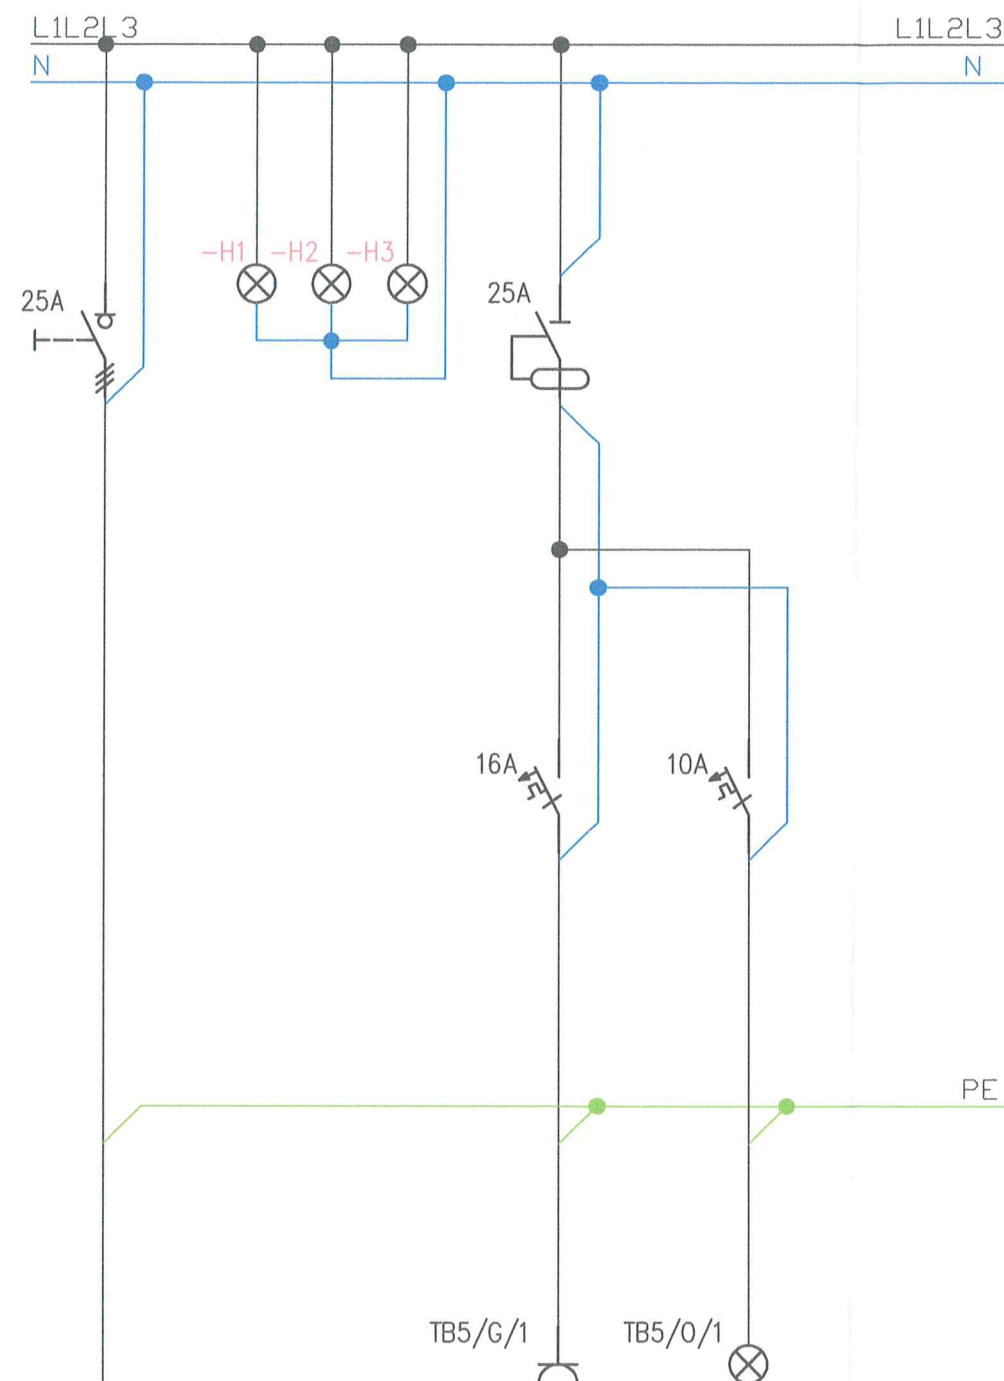 L1L2L3 L1L2L3
N N
-H1 -H2 -H3
25A 25A
16A 10A
PE
TB5/G/1 TB5/O/1